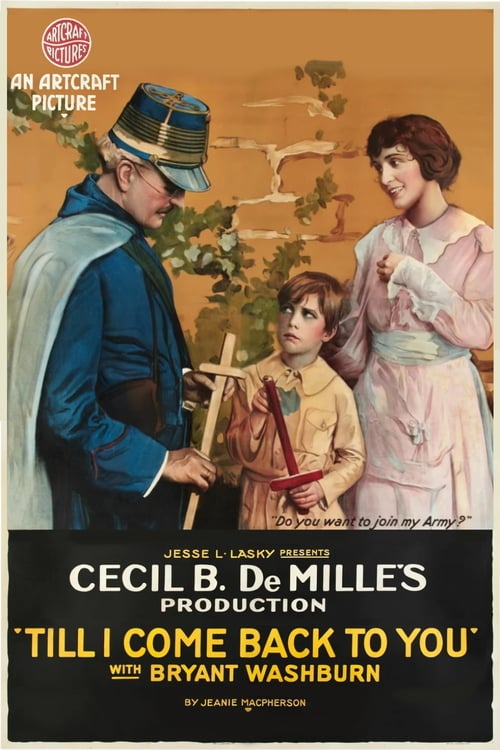 ARTCRAFT
PICTURES
AN ARTCRAFT
PICTURE
"Do you want to join my Army?"
JESSE L. LASKY PRESENTS
CECIL B. DeMILLE'S
PRODUCTION
"TILL I COME BACK TO YOU"
WITH BRYANT WASHBURN
BY JEANIE MACPHERSON